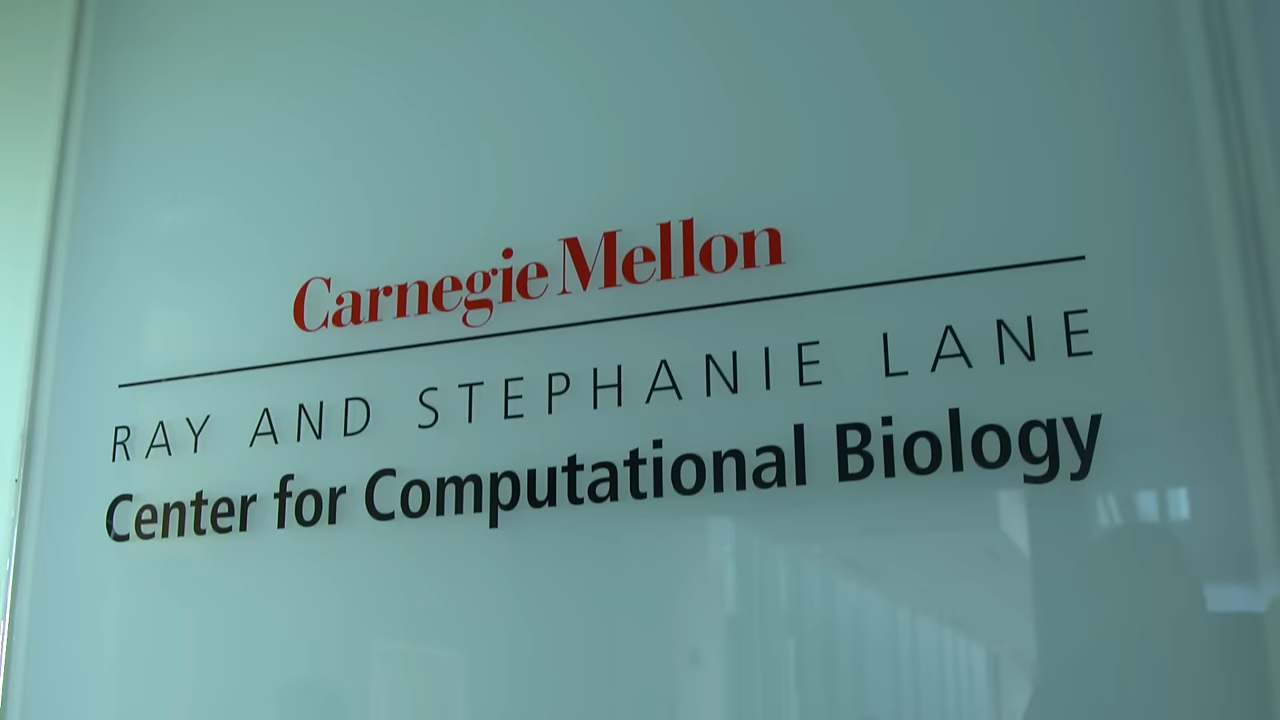 Carnegie Mellon
RAY AND STEPHANIE LANE
Center for Computational Biology